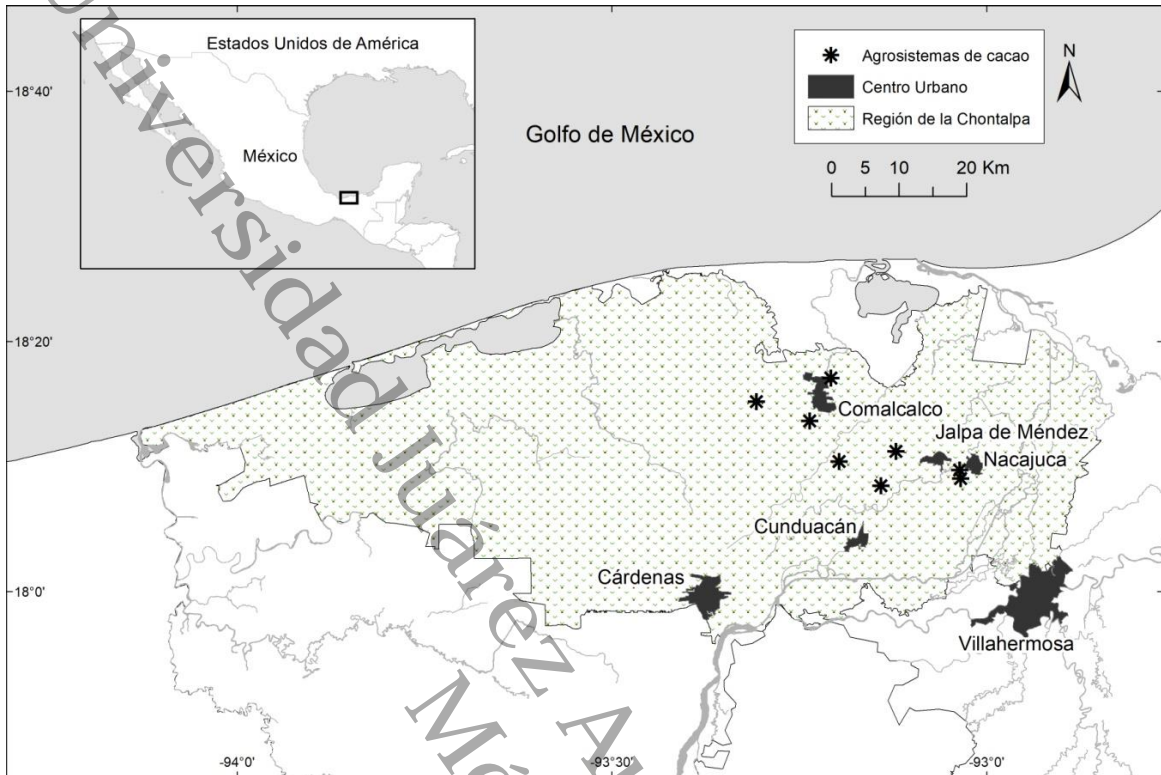 Estados Unidos de América
México
Golfo de México
Agrosistemas de cacao
Centro Urbano
Región de la Chontalpa
N
0 5 10 20 Km
18°40'
18°20'
18°0'
Comalcalco
Jalpa de Méndez
Nacajuca
Cunduacán
Cárdenas
Villahermosa
-94°0'
-93°30'
-93°0'
Universidad Juárez A
Mé